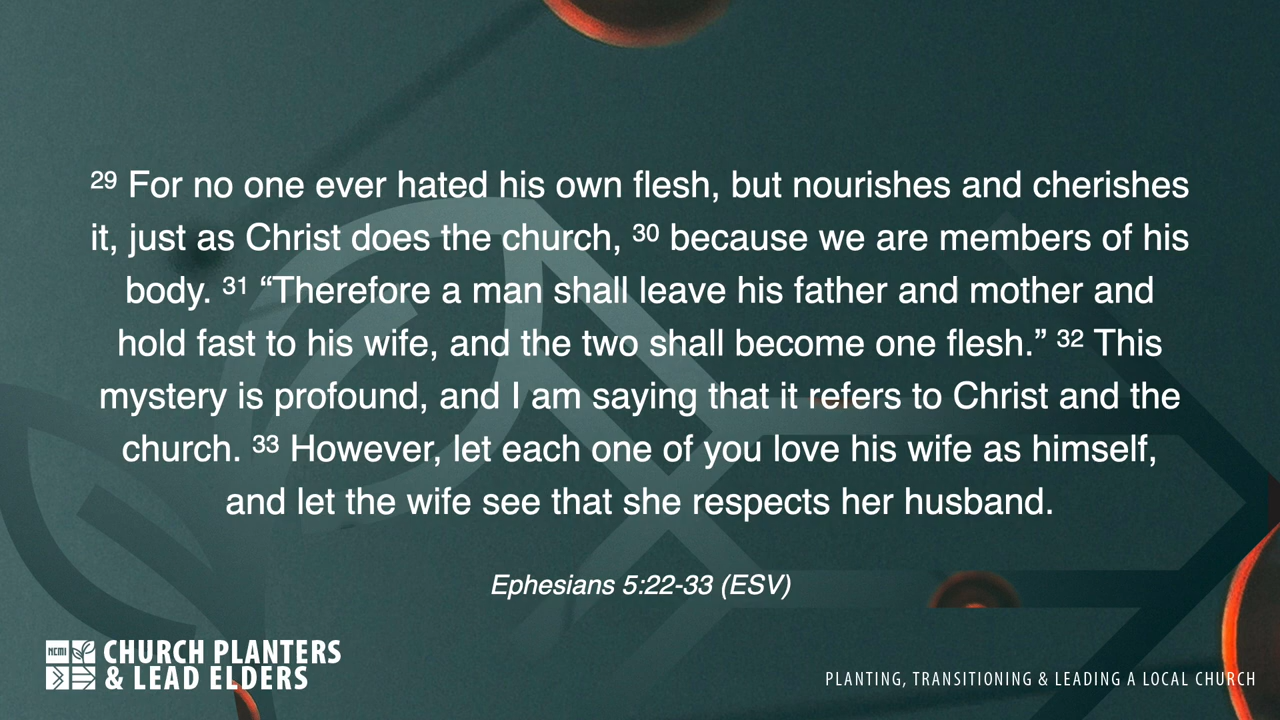 ²⁹ For no one ever hated his own flesh, but nourishes and cherishes
it, just as Christ does the church, ³⁰ because we are members of his
body. ³¹ “Therefore a man shall leave his father and mother and
hold fast to his wife, and the two shall become one flesh.” ³² This
mystery is profound, and I am saying that it refers to Christ and the
church. ³³ However, let each one of you love his wife as himself,
and let the wife see that she respects her husband.
Ephesians 5:22-33 (ESV)
NCMI
CHURCH PLANTERS
& LEAD ELDERS
PLANTING, TRANSITIONING & LEADING A LOCAL CHURCH